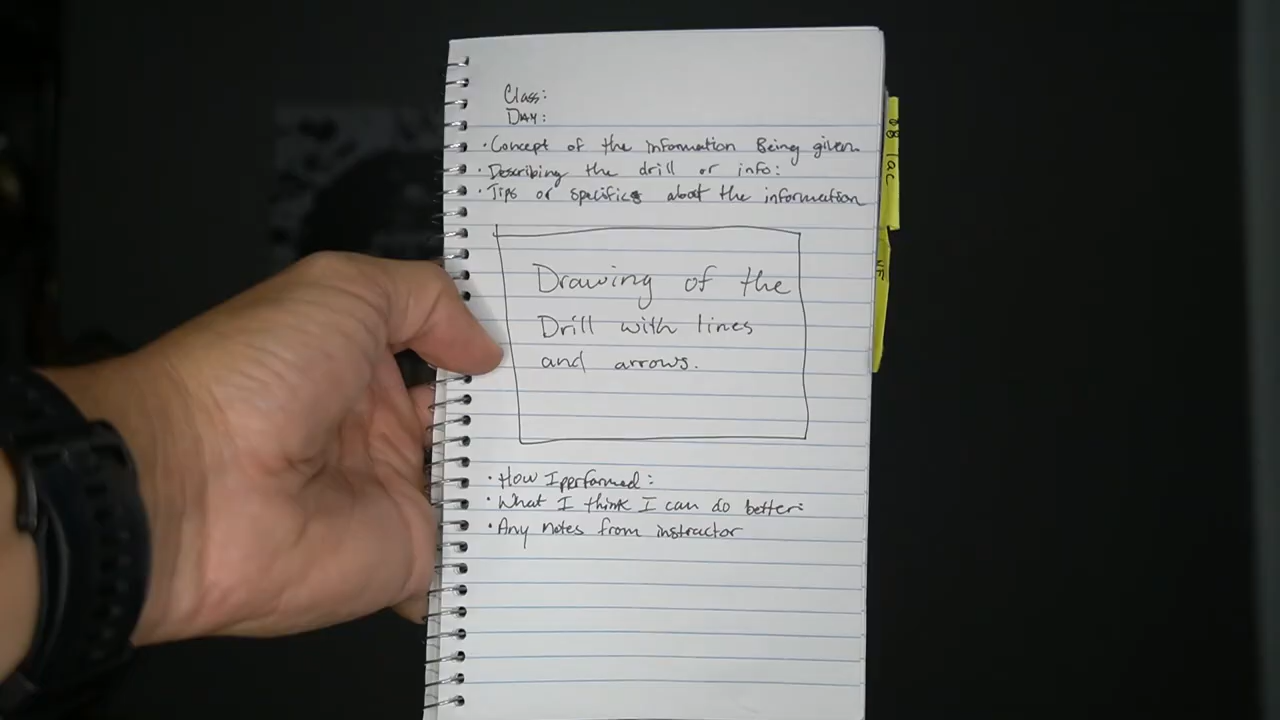 Class:
DAY:
· Concept of the information Being given
· Describing the drill or info:
· Tips or specifics about the information
Drawing of the
Drill with lines
and arrows.
· How I performed:
· What I think I can do better:
· Any notes from instructor
VF